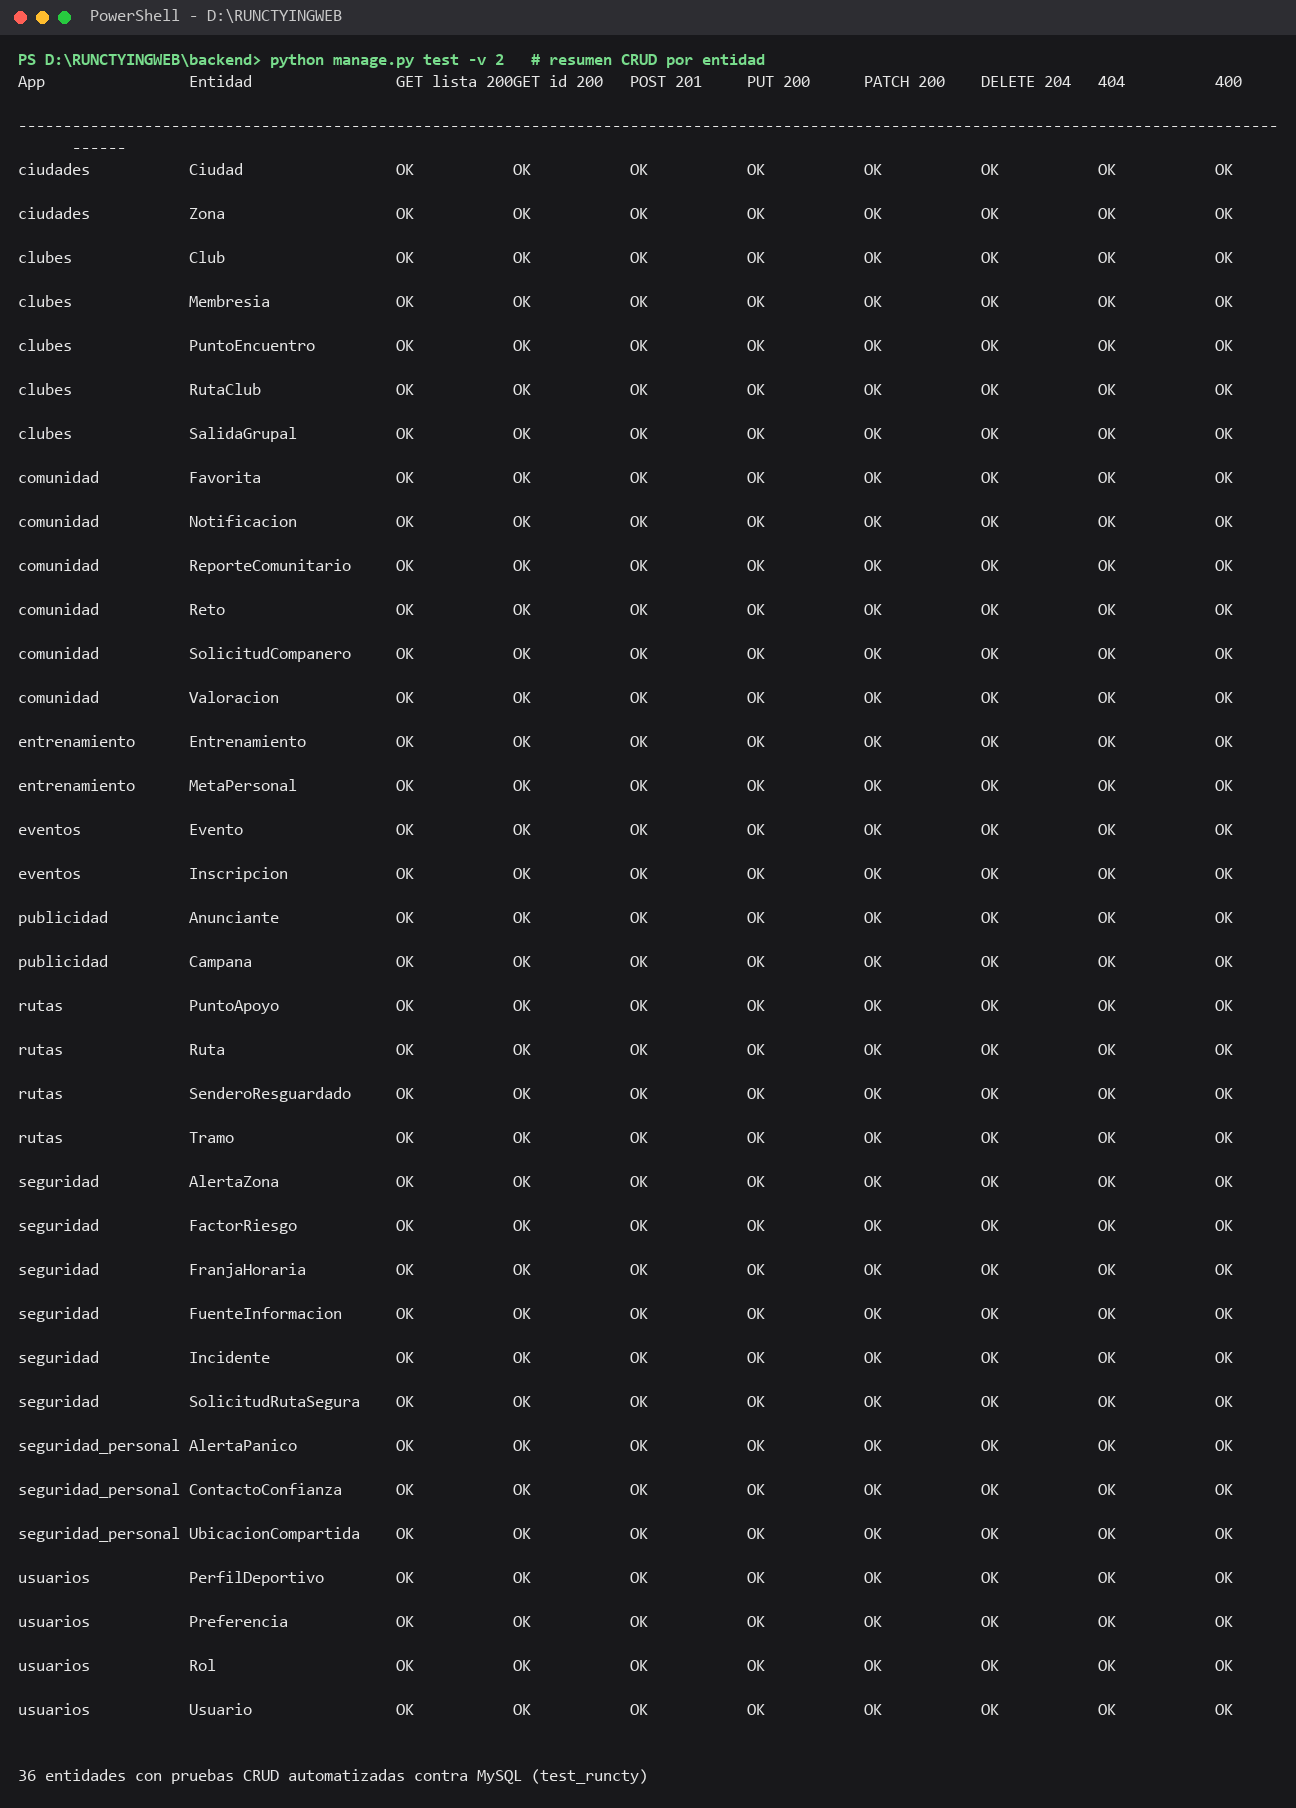 PowerShell - D:\RUNCTYINGWEB
PS D:\RUNCTYINGWEB\backend> python manage.py test -v 2   # resumen CRUD por entidad
App                Entidad                GET lista 200GET id 200   POST 201     PUT 200      PATCH 200    DELETE 204   404          400
--------------------------------------------------------------------------------------------------------------------------------------------
------
ciudades           Ciudad                 OK           OK           OK           OK           OK           OK           OK           OK
ciudades           Zona                   OK           OK           OK           OK           OK           OK           OK           OK
clubes             Club                   OK           OK           OK           OK           OK           OK           OK           OK
clubes             Membresia              OK           OK           OK           OK           OK           OK           OK           OK
clubes             PuntoEncuentro         OK           OK           OK           OK           OK           OK           OK           OK
clubes             RutaClub               OK           OK           OK           OK           OK           OK           OK           OK
clubes             SalidaGrupal           OK           OK           OK           OK           OK           OK           OK           OK
comunidad          Favorita               OK           OK           OK           OK           OK           OK           OK           OK
comunidad          Notificacion           OK           OK           OK           OK           OK           OK           OK           OK
comunidad          ReporteComunitario     OK           OK           OK           OK           OK           OK           OK           OK
comunidad          Reto                   OK           OK           OK           OK           OK           OK           OK           OK
comunidad          SolicitudCompanero     OK           OK           OK           OK           OK           OK           OK           OK
comunidad          Valoracion             OK           OK           OK           OK           OK           OK           OK           OK
entrenamiento      Entrenamiento          OK           OK           OK           OK           OK           OK           OK           OK
entrenamiento      MetaPersonal           OK           OK           OK           OK           OK           OK           OK           OK
eventos            Evento                 OK           OK           OK           OK           OK           OK           OK           OK
eventos            Inscripcion            OK           OK           OK           OK           OK           OK           OK           OK
publicidad         Anunciante             OK           OK           OK           OK           OK           OK           OK           OK
publicidad         Campana                OK           OK           OK           OK           OK           OK           OK           OK
rutas              PuntoApoyo             OK           OK           OK           OK           OK           OK           OK           OK
rutas              Ruta                   OK           OK           OK           OK           OK           OK           OK           OK
rutas              SenderoResguardado     OK           OK           OK           OK           OK           OK           OK           OK
rutas              Tramo                  OK           OK           OK           OK           OK           OK           OK           OK
seguridad          AlertaZona             OK           OK           OK           OK           OK           OK           OK           OK
seguridad          FactorRiesgo           OK           OK           OK           OK           OK           OK           OK           OK
seguridad          FranjaHoraria          OK           OK           OK           OK           OK           OK           OK           OK
seguridad          FuenteInformacion      OK           OK           OK           OK           OK           OK           OK           OK
seguridad          Incidente              OK           OK           OK           OK           OK           OK           OK           OK
seguridad          SolicitudRutaSegura    OK           OK           OK           OK           OK           OK           OK           OK
seguridad_personal AlertaPanico           OK           OK           OK           OK           OK           OK           OK           OK
seguridad_personal ContactoConfianza      OK           OK           OK           OK           OK           OK           OK           OK
seguridad_personal UbicacionCompartida    OK           OK           OK           OK           OK           OK           OK           OK
usuarios           PerfilDeportivo        OK           OK           OK           OK           OK           OK           OK           OK
usuarios           Preferencia            OK           OK           OK           OK           OK           OK           OK           OK
usuarios           Rol                    OK           OK           OK           OK           OK           OK           OK           OK
usuarios           Usuario                OK           OK           OK           OK           OK           OK           OK           OK
36 entidades con pruebas CRUD automatizadas contra MySQL (test_runcty)